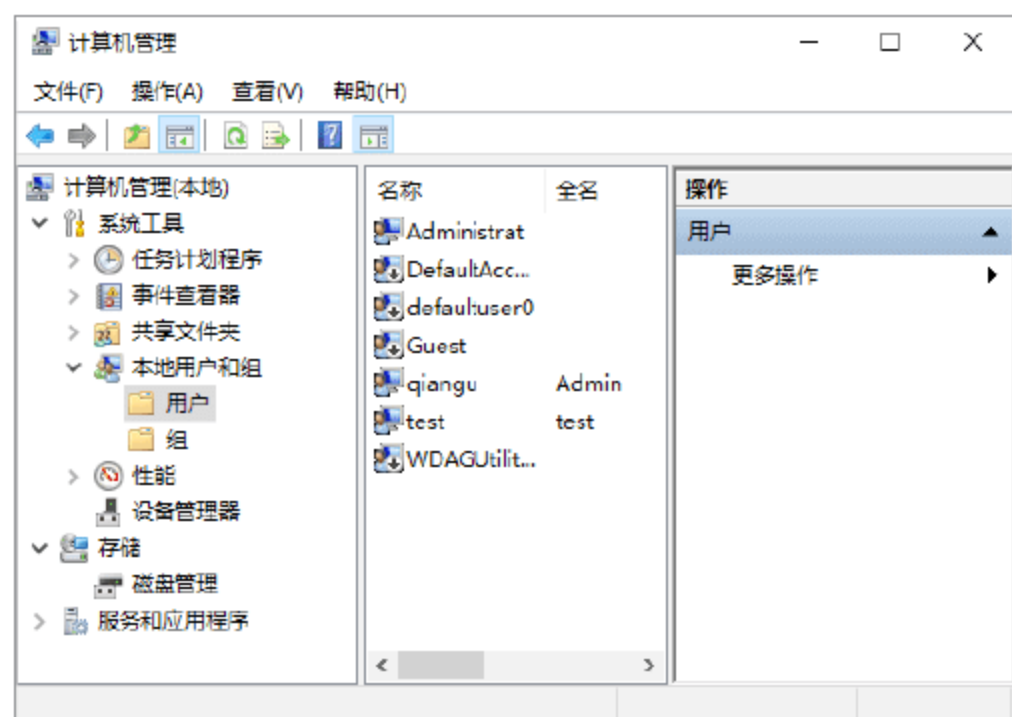 计算机管理
文件(F) 操作(A) 查看(V) 帮助(H)
计算机管理(本地)
系统工具
任务计划程序
事件查看器
共享文件夹
本地用户和组
用户
组
性能
设备管理器
存储
磁盘管理
服务和应用程序
名称 全名
Administrat
DefaultAcc...
defaultuser0
Guest
qiangu Admin
test test
WDAGUtilit...
操作
用户
更多操作